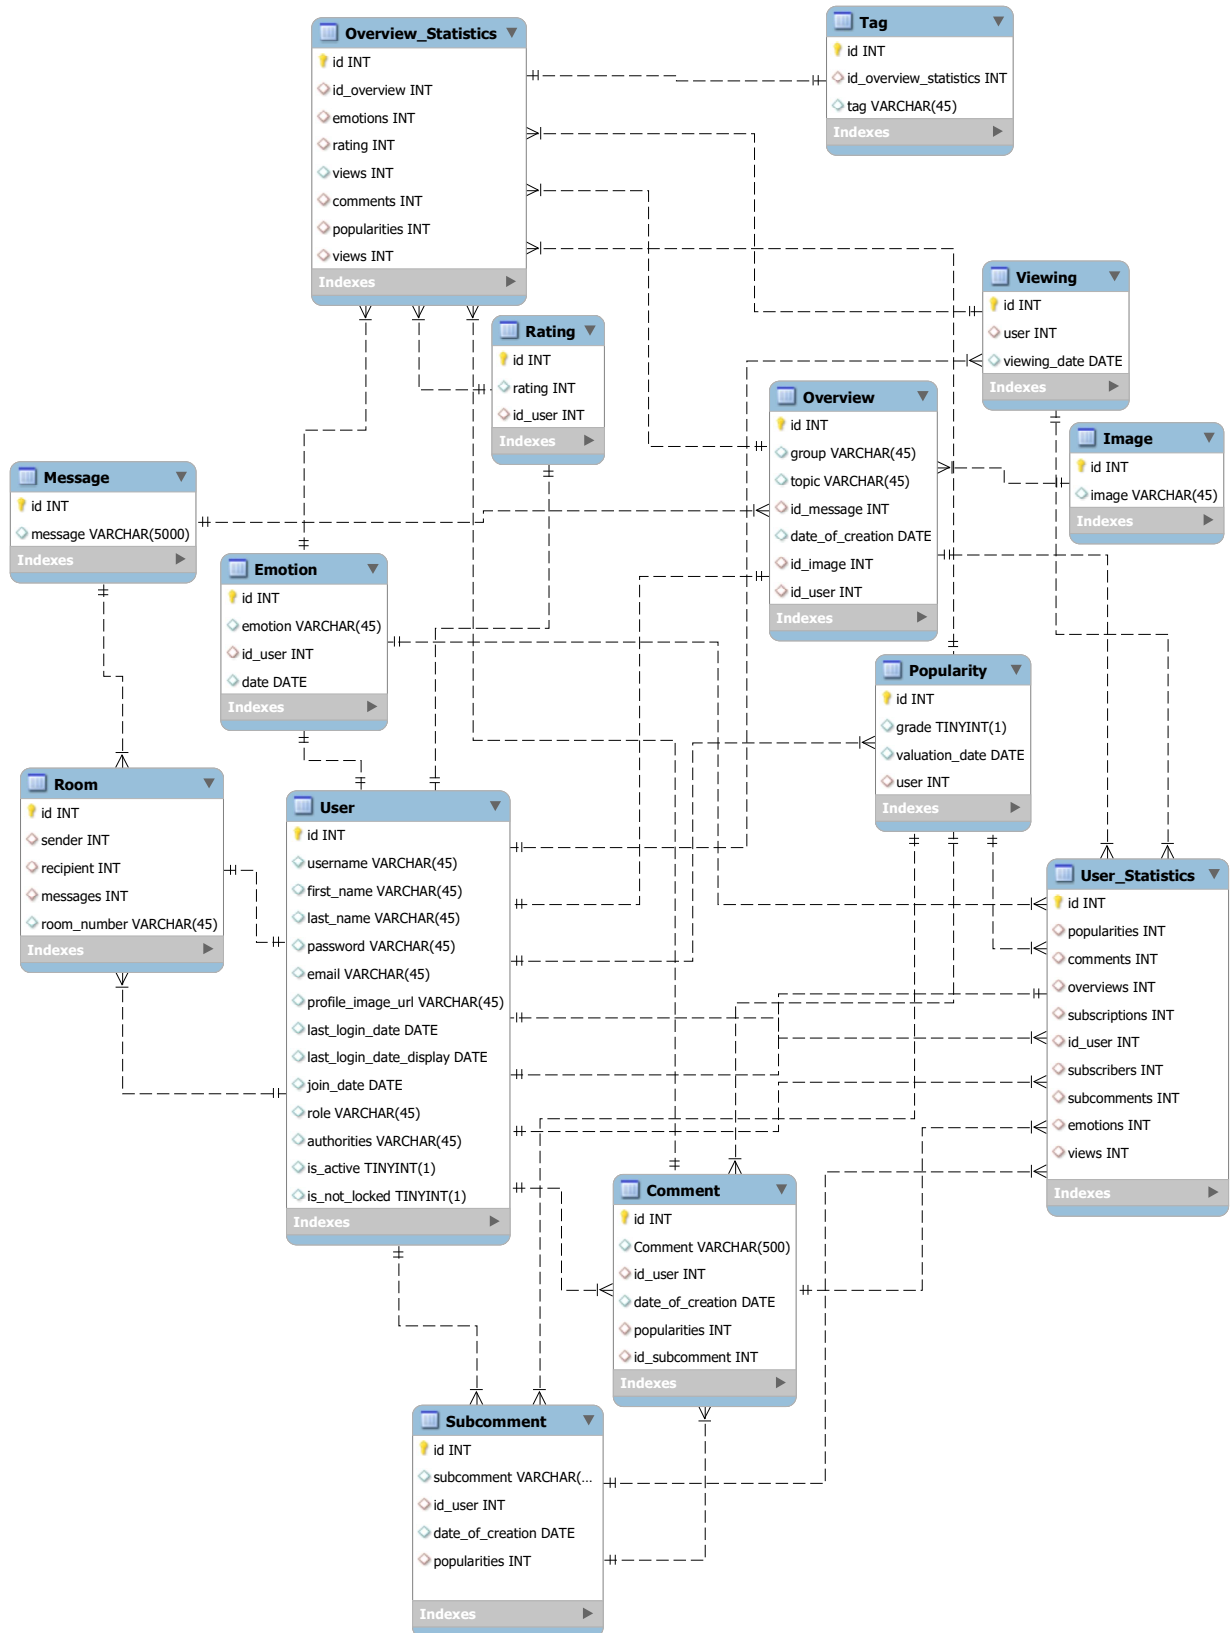 Overview_Statistics
id INT
id_overview INT
emotions INT
rating INT
views INT
comments INT
popularities INT
views INT
Indexes
Tag
id INT
id_overview_statistics INT
tag VARCHAR(45)
Indexes
Viewing
id INT
user INT
viewing_date DATE
Indexes
Rating
id INT
rating INT
id_user INT
Indexes
Overview
id INT
group VARCHAR(45)
topic VARCHAR(45)
id_message INT
date_of_creation DATE
id_image INT
id_user INT
Indexes
Image
id INT
image VARCHAR(45)
Indexes
Message
id INT
message VARCHAR(5000)
Indexes
Emotion
id INT
emotion VARCHAR(45)
id_user INT
date DATE
Indexes
Popularity
id INT
grade TINYINT(1)
valuation_date DATE
user INT
Indexes
Room
id INT
sender INT
recipient INT
messages INT
room_number VARCHAR(45)
Indexes
User
id INT
username VARCHAR(45)
first_name VARCHAR(45)
last_name VARCHAR(45)
password VARCHAR(45)
email VARCHAR(45)
profile_image_url VARCHAR(45)
last_login_date DATE
last_login_date_display DATE
join_date DATE
role VARCHAR(45)
authorities VARCHAR(45)
is_active TINYINT(1)
is_not_locked TINYINT(1)
Indexes
User_Statistics
id INT
popularities INT
comments INT
overviews INT
subscriptions INT
id_user INT
subscribers INT
subcomments INT
emotions INT
views INT
Indexes
Comment
id INT
Comment VARCHAR(500)
id_user INT
date_of_creation DATE
popularities INT
id_subcomment INT
Indexes
Subcomment
id INT
subcomment VARCHAR(...
id_user INT
date_of_creation DATE
popularities INT
Indexes